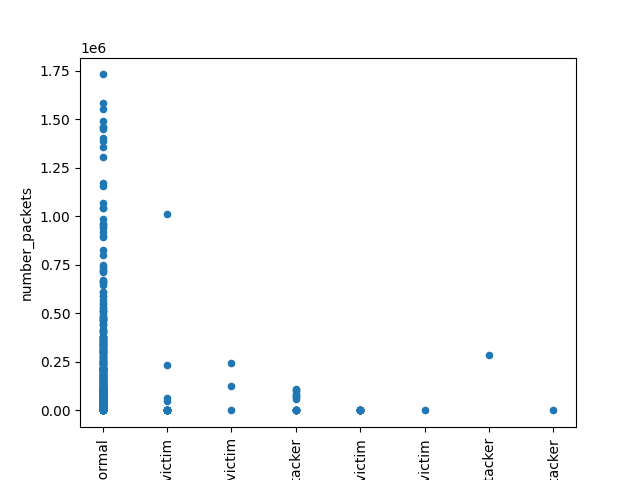 1e6
1.75
1.50
1.25
1.00
0.75
0.50
0.25
0.00
number_packets
ormal
victim
victim
tacker
victim
victim
tacker
tacker